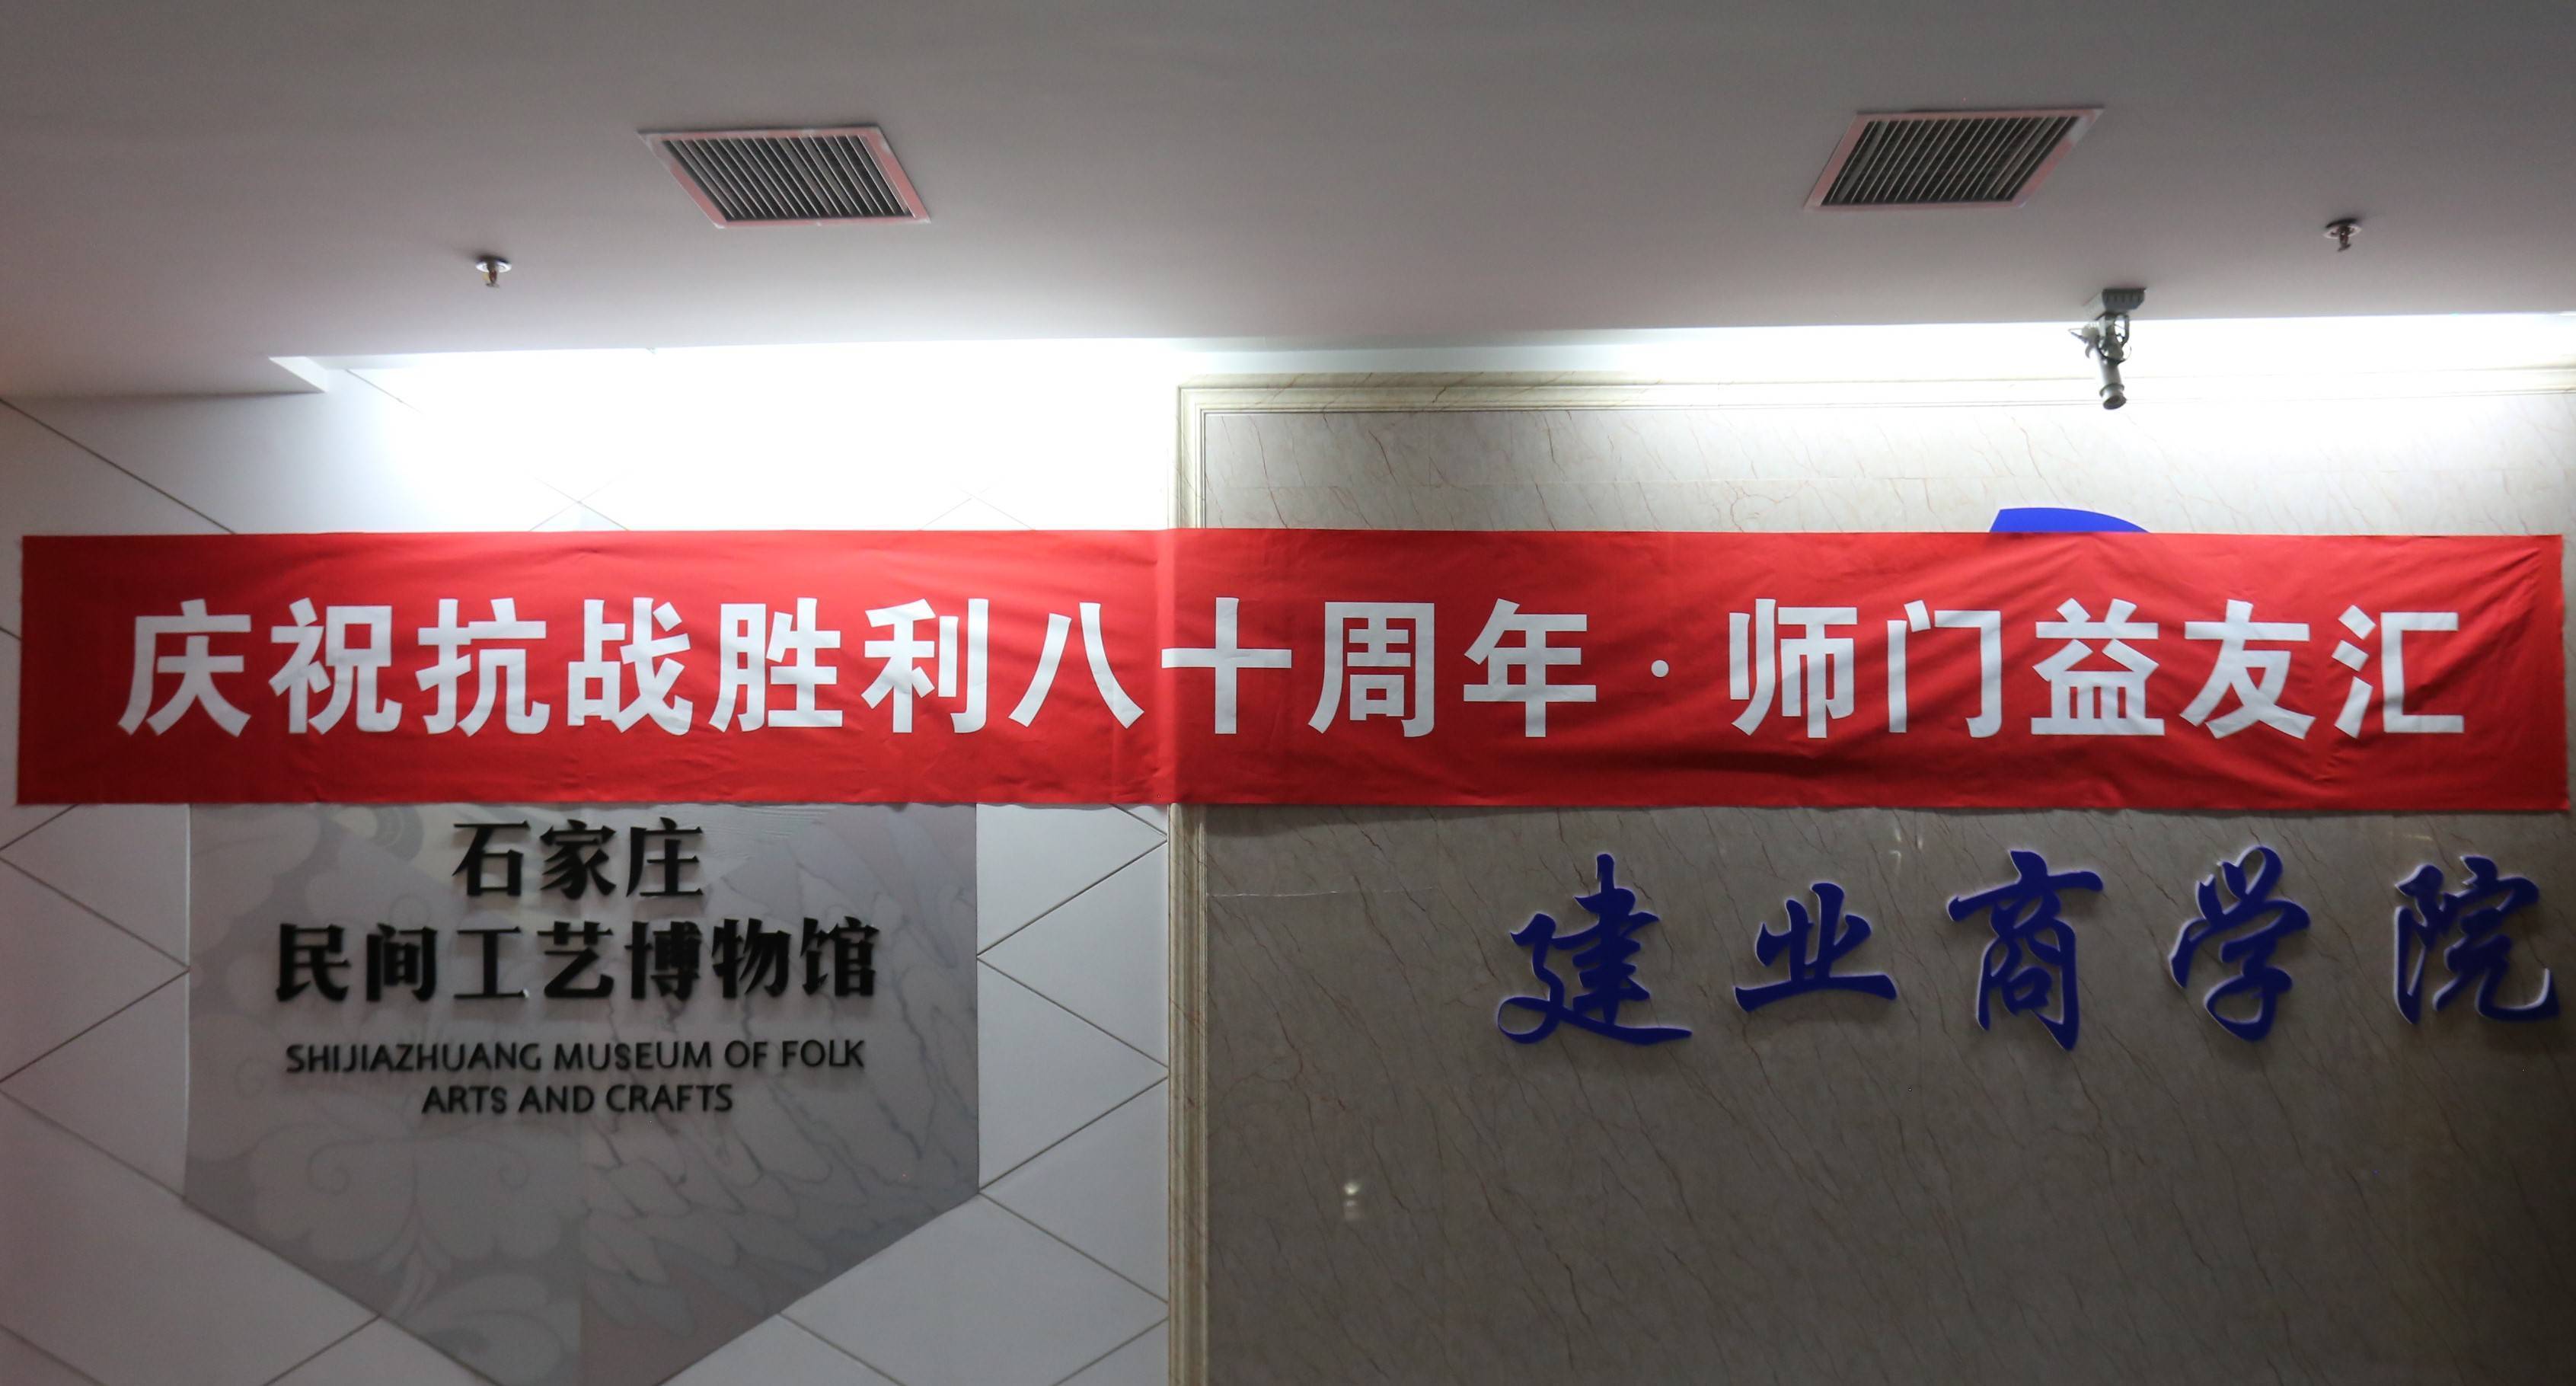 庆祝抗战胜利八十周年·师门益友汇
石家庄
民间工艺博物馆
SHIJIAZHUANG MUSEUM OF FOLK
ARTS AND CRAFTS
建业商学院